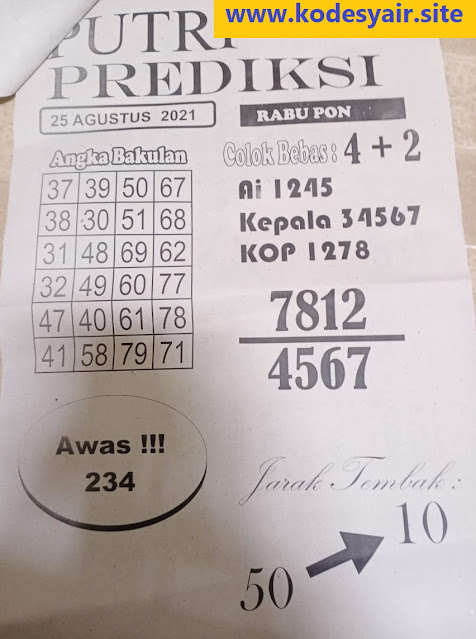 www.kodesyair.site
PUTRI
PREDIKSI
25 AGUSTUS 2021
RABU PON
Angka Bakulan
37 39 50 67
38 30 51 68
31 48 69 62
32 49 60 77
47 40 61 78
41 58 79 71
Colok Bebas : 4 + 2
Ai 1245
Kepala 34567
KOP 1278
7812
4567
Awas !!!
234
Jarak Tembak :
50 10